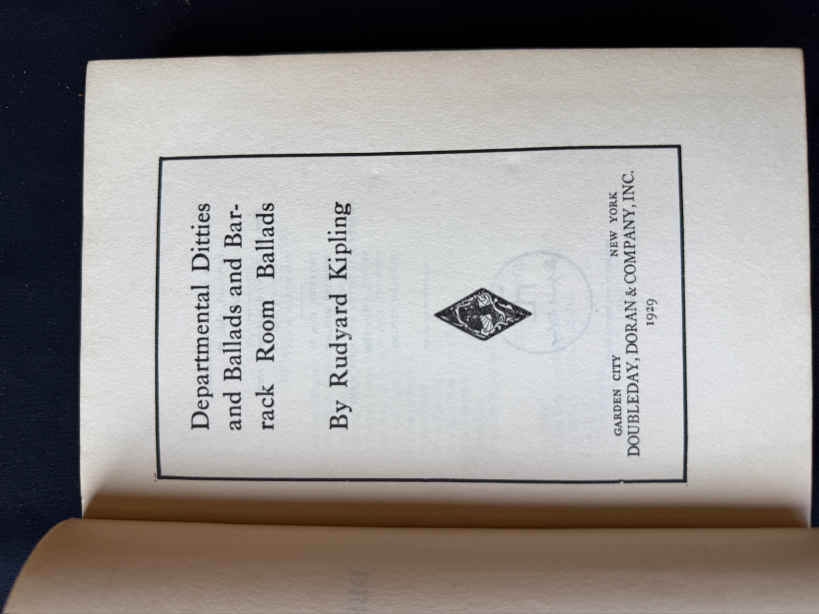 Departmental Ditties
and Ballads and Bar-
rack Room Ballads
By Rudyard Kipling
GARDEN CITY NEW YORK
DOUBLEDAY, DORAN & COMPANY, INC.
1929